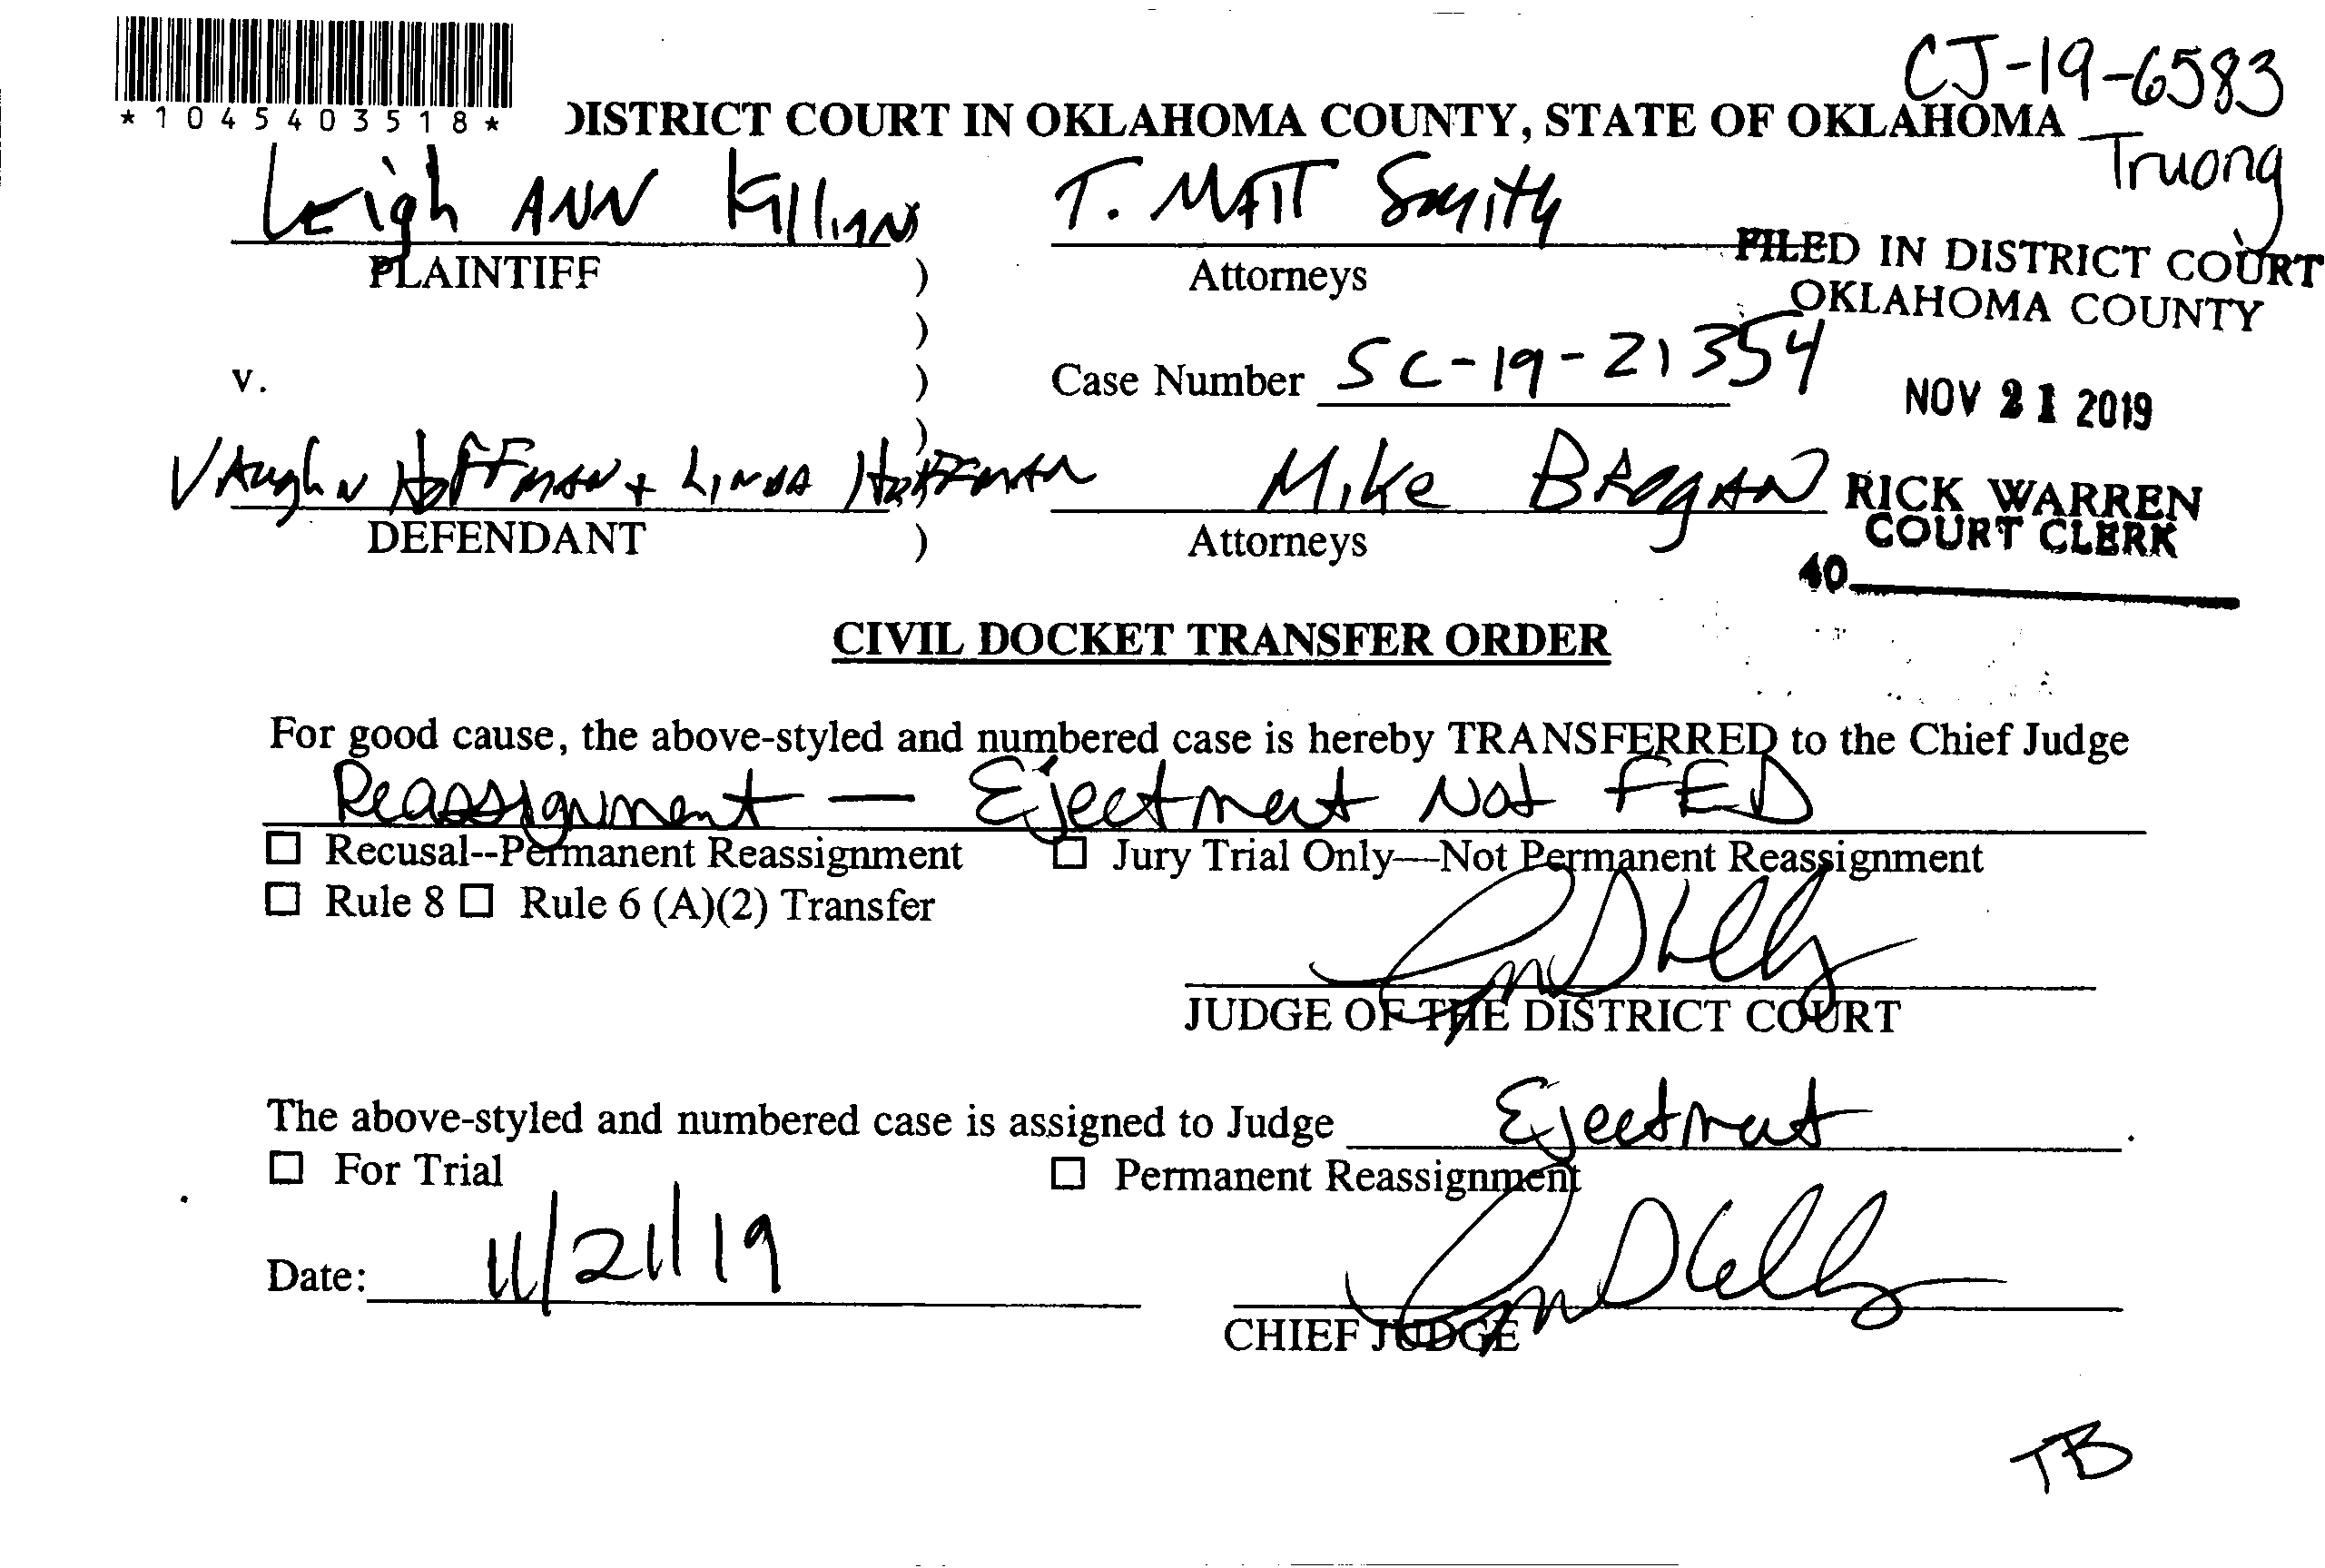 CJ-19-6583
*1045403518*
DISTRICT COURT IN OKLAHOMA COUNTY, STATE OF OKLAHOMA
Truong
Leigh ANN Killian
T. MATT Smith
PLAINTIFF
)
Attorneys
FILED IN DISTRICT COURT
OKLAHOMA COUNTY
)
v.
)
Case Number SC-19-21354
NOV 21 2019
)
Vaughn Hoffman + Linda Hoffman
)
Mike Brogan
RICK WARREN
COURT CLERK
DEFENDANT
)
Attorneys
40
CIVIL DOCKET TRANSFER ORDER
For good cause, the above-styled and numbered case is hereby TRANSFERRED to the Chief Judge
Reassignment — Ejectment Not FED
☐ Recusal--Permanent Reassignment ☐ Jury Trial Only—Not Permanent Reassignment
☐ Rule 8 ☐ Rule 6 (A)(2) Transfer
JUDGE OF THE DISTRICT COURT
The above-styled and numbered case is assigned to Judge Ejectment.
☐ For Trial ☐ Permanent Reassignment
Date: 11/21/19
CHIEF JUDGE
TB